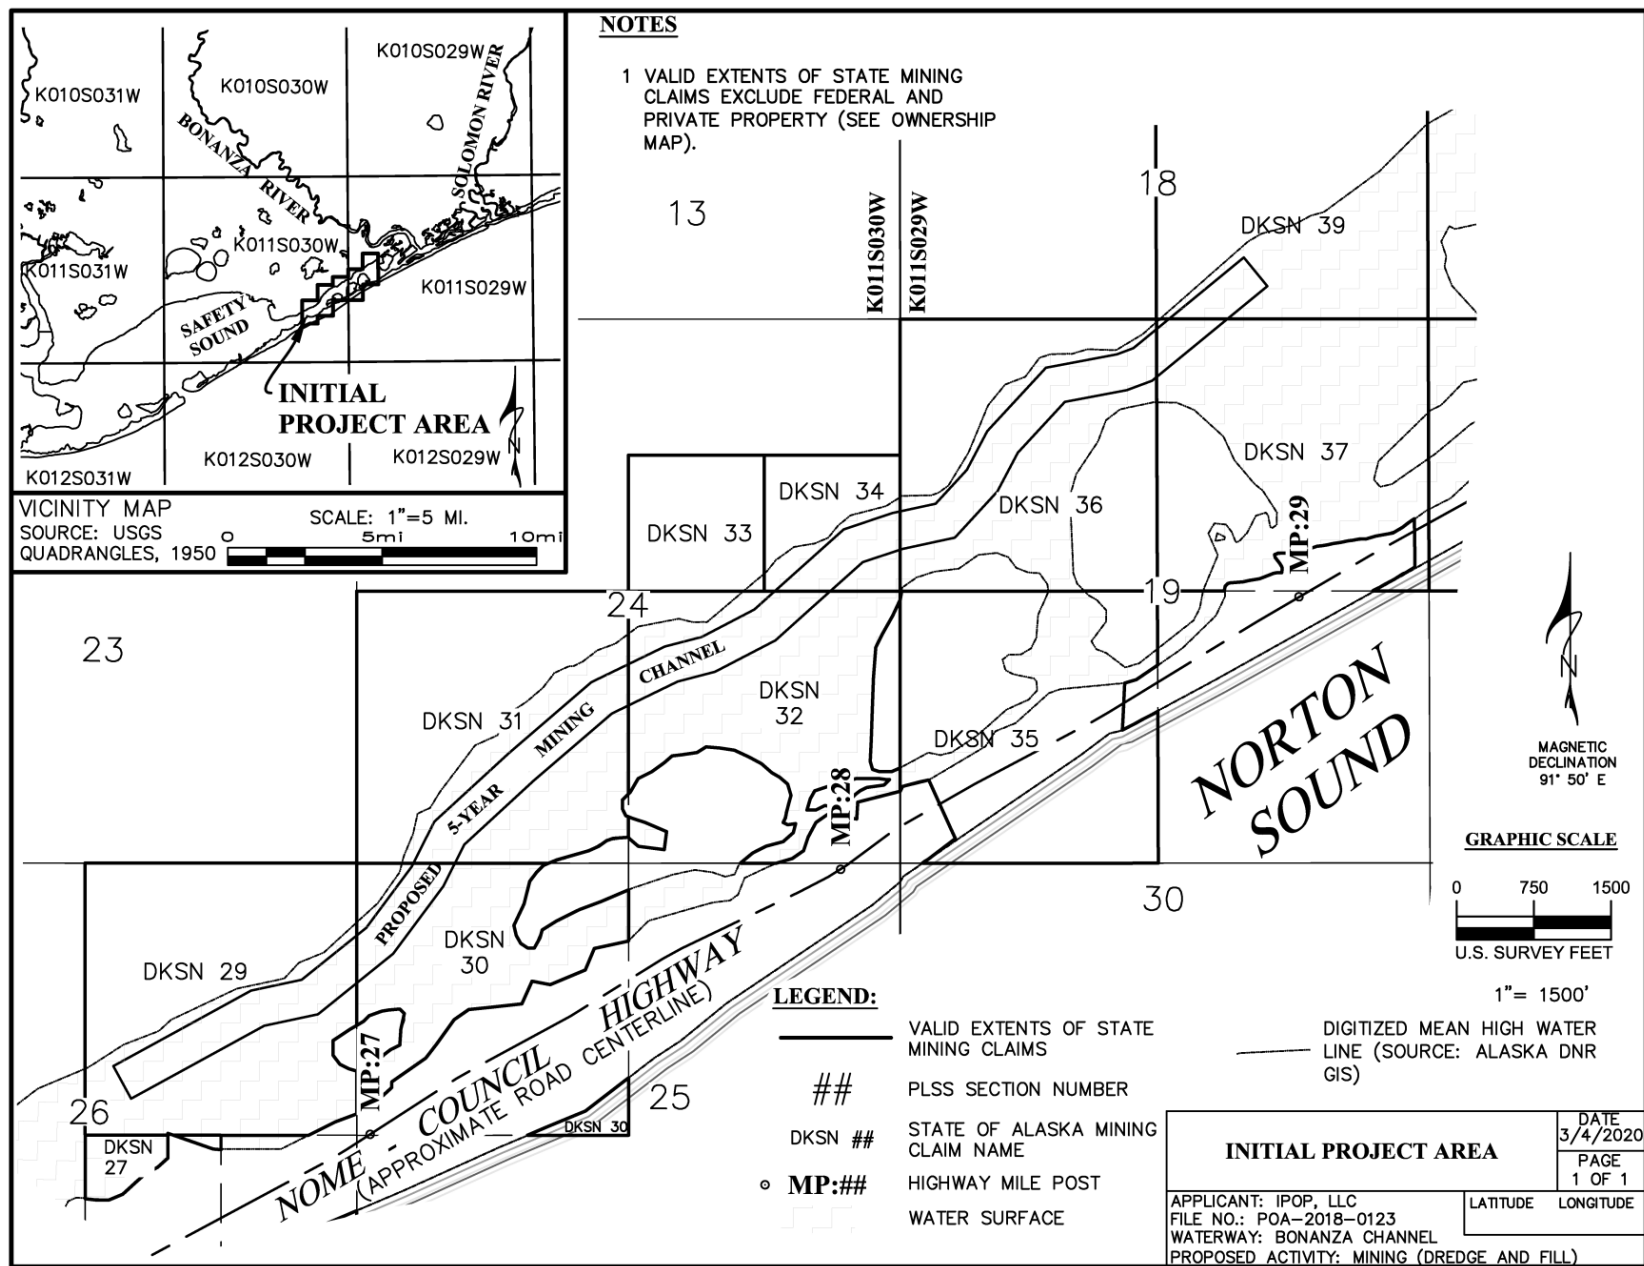 K010S031W
K010S030W
K010S029W
BONANZA RIVER
SOLOMON RIVER
K011S031W
K011S030W
K011S029W
SAFETY
SOUND
INITIAL
PROJECT AREA
N
K012S031W
K012S030W
K012S029W
VICINITY MAP
SOURCE: USGS
QUADRANGLES, 1950
SCALE: 1"=5 MI.
0 5mi 10mi
NOTES
1 VALID EXTENTS OF STATE MINING
CLAIMS EXCLUDE FEDERAL AND
PRIVATE PROPERTY (SEE OWNERSHIP
MAP).
13
K011S030W
K011S029W
18
DKSN 39
DKSN 37
DKSN 36
DKSN 34
DKSN 33
MP:29
24
19
23
CHANNEL
MINING
5-YEAR
PROPOSED
DKSN 31
DKSN
32
DKSN 35
MP:28
NORTON
SOUND
N
MAGNETIC
DECLINATION
91° 50' E
GRAPHIC SCALE
0 750 1500
U.S. SURVEY FEET
1"= 1500'
30
DKSN 29
DKSN
30
MP:27
26
DKSN
27
25
DKSN 30
NOME - COUNCIL HIGHWAY
(APPROXIMATE ROAD CENTERLINE)
LEGEND:
VALID EXTENTS OF STATE
MINING CLAIMS
## PLSS SECTION NUMBER
DKSN ## STATE OF ALASKA MINING
CLAIM NAME
MP:## HIGHWAY MILE POST
WATER SURFACE
DIGITIZED MEAN HIGH WATER
LINE (SOURCE: ALASKA DNR
GIS)
INITIAL PROJECT AREA
DATE
3/4/2020
PAGE
1 OF 1
APPLICANT: IPOP, LLC
FILE NO.: POA-2018-0123
WATERWAY: BONANZA CHANNEL
PROPOSED ACTIVITY: MINING (DREDGE AND FILL)
LATITUDE LONGITUDE